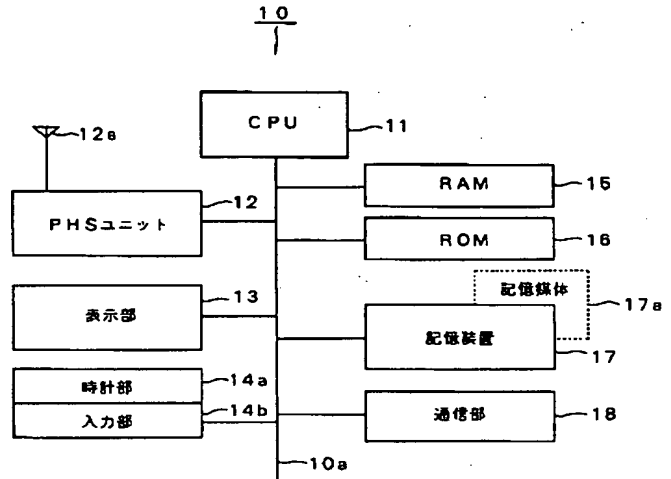 10
CPU
11
12a
PHSユニット
12
RAM
15
ROM
16
表示部
13
記憶媒体
17a
記憶装置
17
時計部
14a
入力部
14b
通信部
18
10a